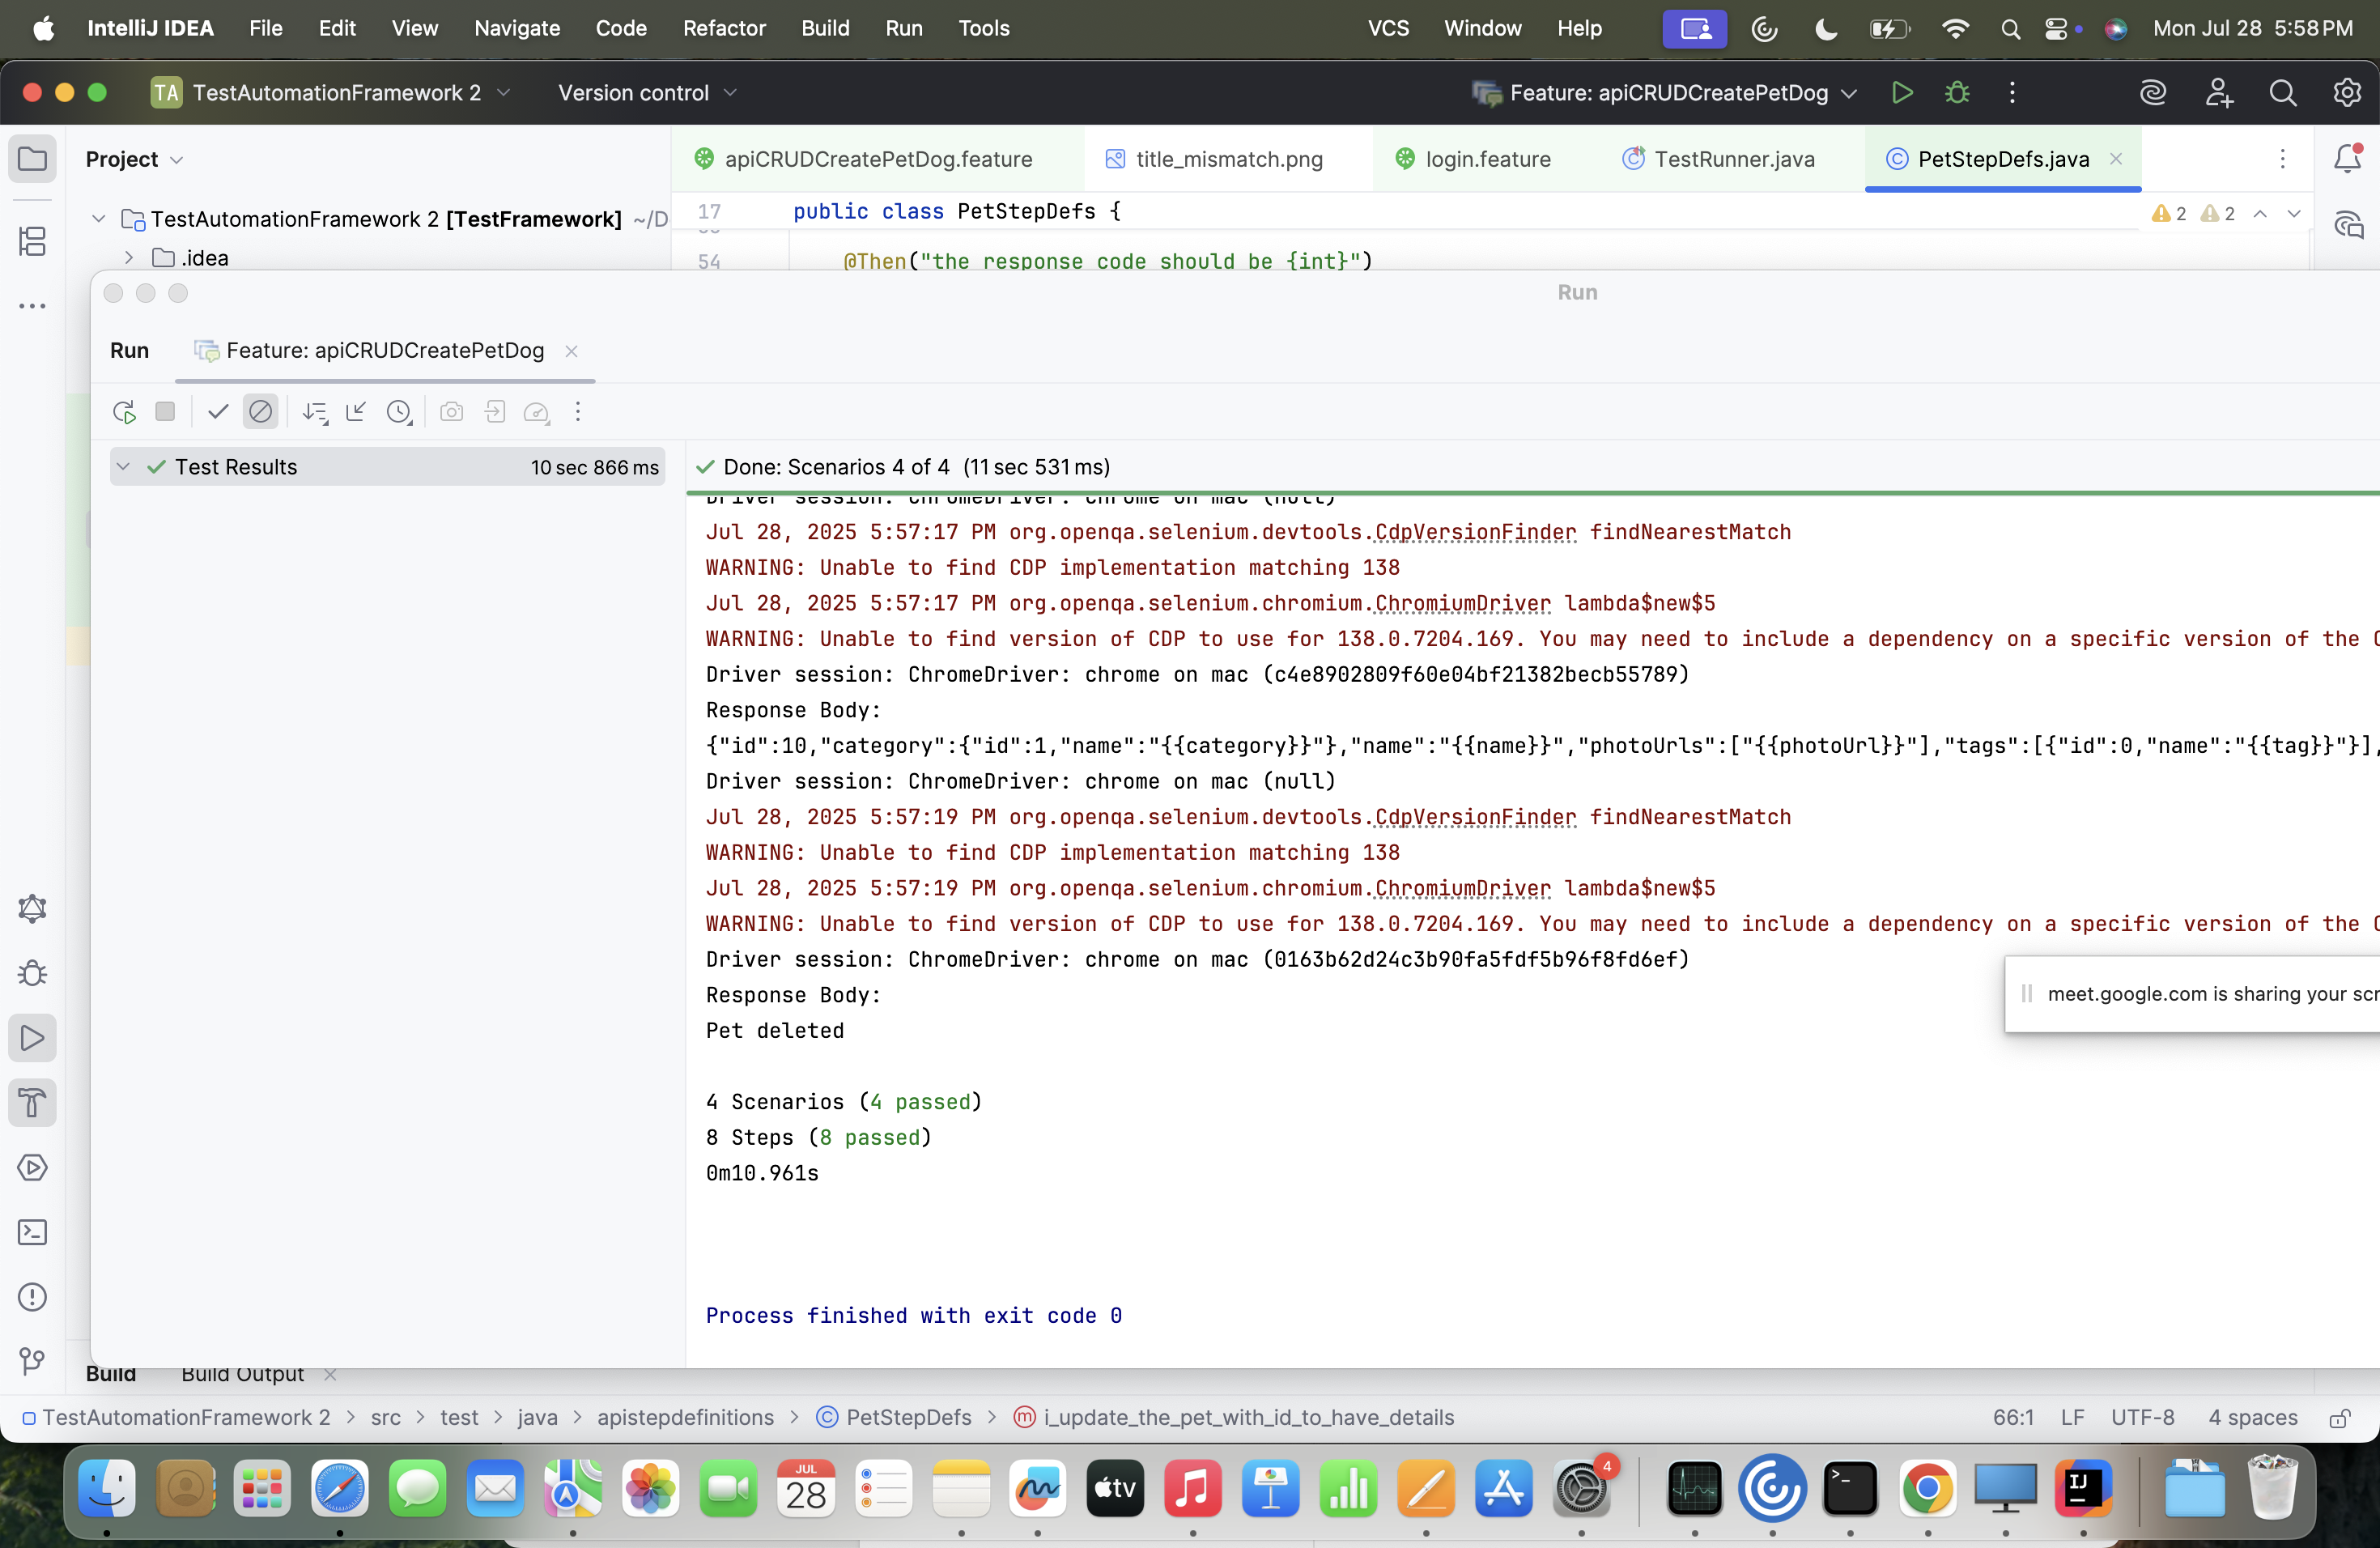 IntelliJ IDEA File Edit View Navigate Code Refactor Build Run Tools VCS Window Help Mon Jul 28 5:58 PM
TA TestAutomationFramework 2 Version control Feature: apiCRUDCreatePetDog
Project apiCRUDCreatePetDog.feature title_mismatch.png login.feature TestRunner.java PetStepDefs.java
TestAutomationFramework 2 [TestFramework] ~/D 17 public class PetStepDefs { 2 2
.idea 54 @Then("the response code should be {int}")
Run
Run Feature: apiCRUDCreatePetDog
Test Results 10 sec 866 ms Done: Scenarios 4 of 4 (11 sec 531 ms)
Driver session: ChromeDriver: chrome on mac (null)
Jul 28, 2025 5:57:17 PM org.openqa.selenium.devtools.CdpVersionFinder findNearestMatch
WARNING: Unable to find CDP implementation matching 138
Jul 28, 2025 5:57:17 PM org.openqa.selenium.chromium.ChromiumDriver lambda$new$5
WARNING: Unable to find version of CDP to use for 138.0.7204.169. You may need to include a dependency on a specific version of the
Driver session: ChromeDriver: chrome on mac (c4e8902809f60e04bf21382becb55789)
Response Body:
{"id":10,"category":{"id":1,"name":"{{category}}"},"name":"{{name}}","photoUrls":["{{photoUrl}}"],"tags":[{"id":0,"name":"{{tag}}"}],
Driver session: ChromeDriver: chrome on mac (null)
Jul 28, 2025 5:57:19 PM org.openqa.selenium.devtools.CdpVersionFinder findNearestMatch
WARNING: Unable to find CDP implementation matching 138
Jul 28, 2025 5:57:19 PM org.openqa.selenium.chromium.ChromiumDriver lambda$new$5
WARNING: Unable to find version of CDP to use for 138.0.7204.169. You may need to include a dependency on a specific version of the
Driver session: ChromeDriver: chrome on mac (0163b62d24c3b90fa5fdf5b96f8fd6ef)
meet.google.com is sharing your scr
Response Body:
Pet deleted
4 Scenarios (4 passed)
8 Steps (8 passed)
0m10.961s
Process finished with exit code 0
Build Build Output
TestAutomationFramework 2 > src > test > java > apistepdefinitions > PetStepDefs > i_update_the_pet_with_id_to_have_details 66:1 LF UTF-8 4 spaces
JUL
28
tv
4
IJ